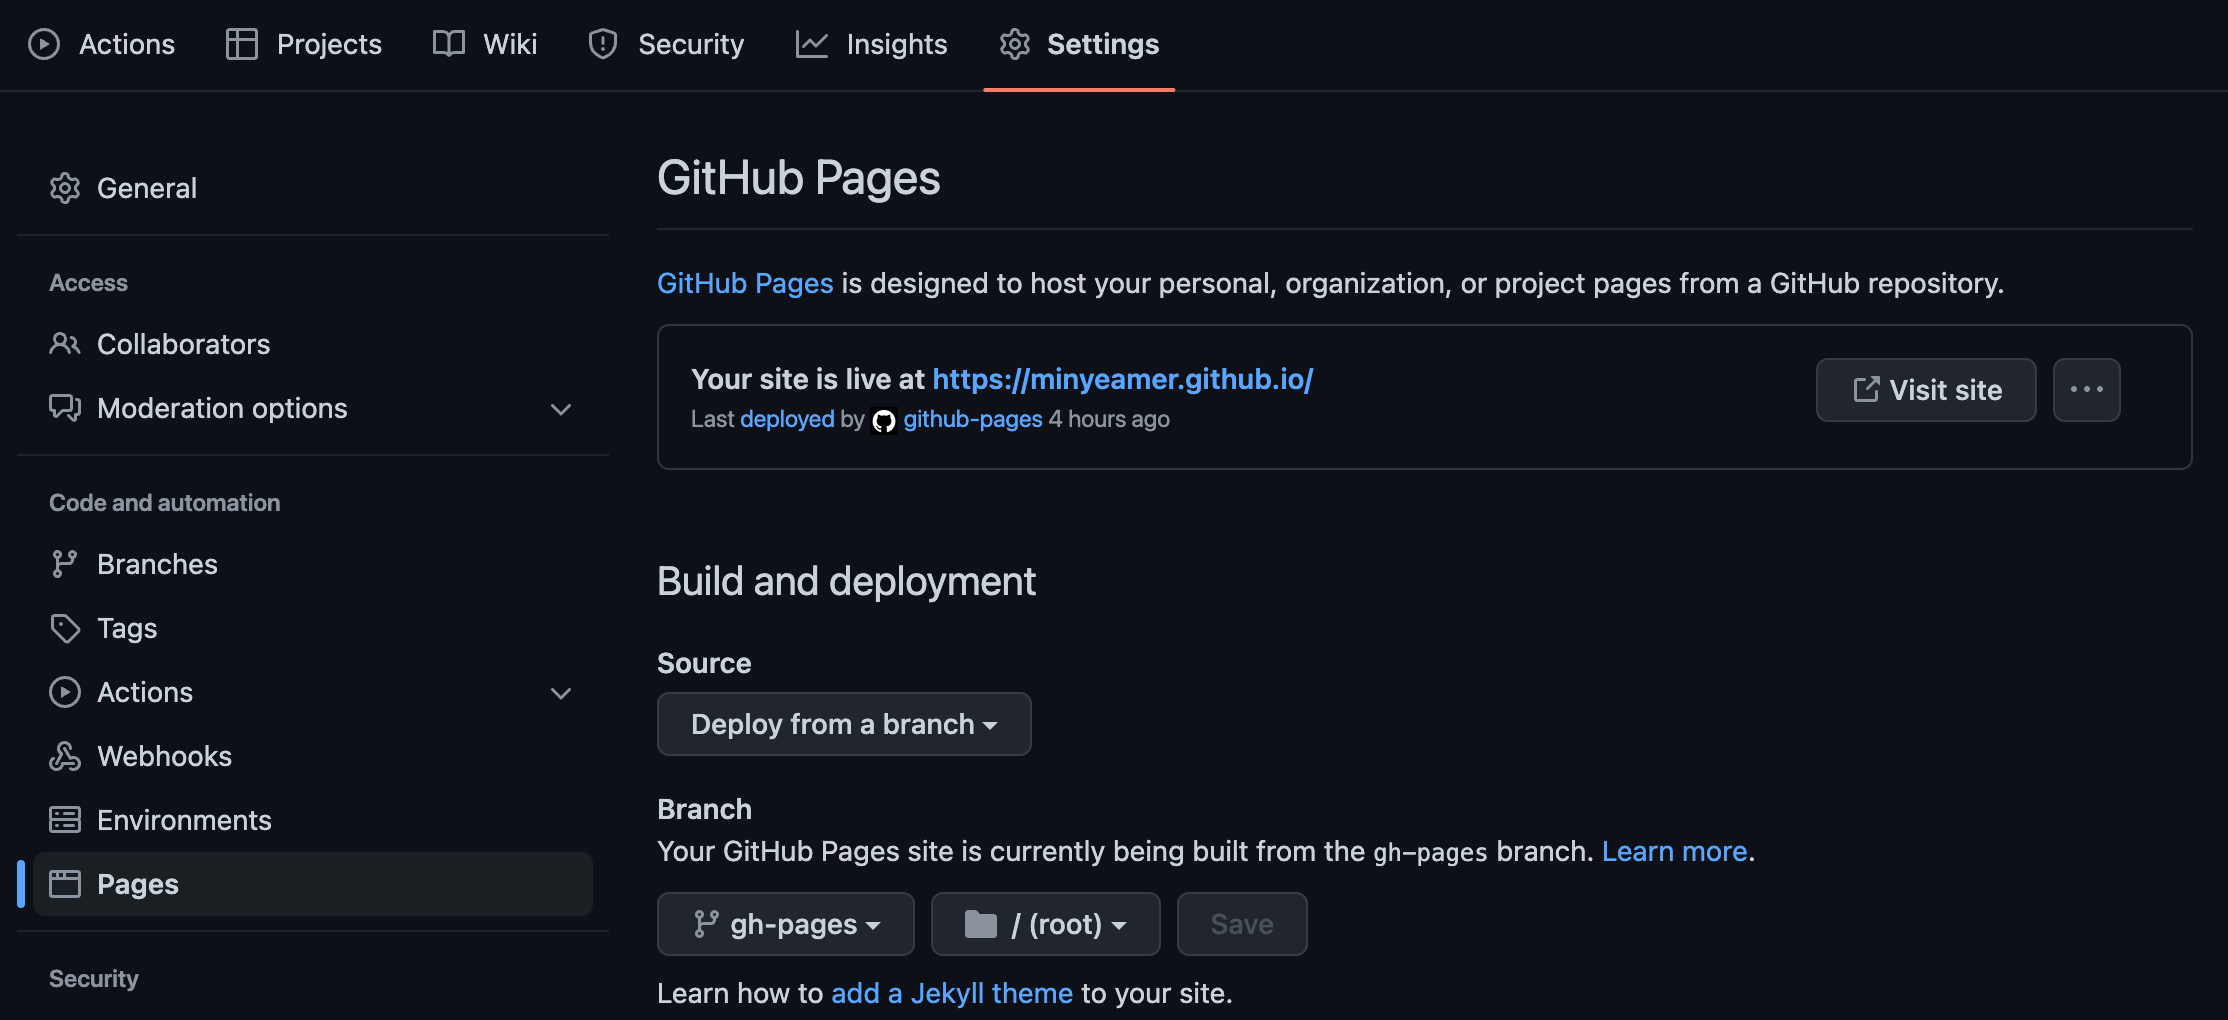 Actions Projects Wiki Security Insights Settings
General
Access
Collaborators
Moderation options
Code and automation
Branches
Tags
Actions
Webhooks
Environments
Pages
Security
GitHub Pages
GitHub Pages is designed to host your personal, organization, or project pages from a GitHub repository.
Your site is live at https://minyeamer.github.io/
Last deployed by github-pages 4 hours ago
Visit site
Build and deployment
Source
Deploy from a branch
Branch
Your GitHub Pages site is currently being built from the gh-pages branch. Learn more.
gh-pages / (root) Save
Learn how to add a Jekyll theme to your site.